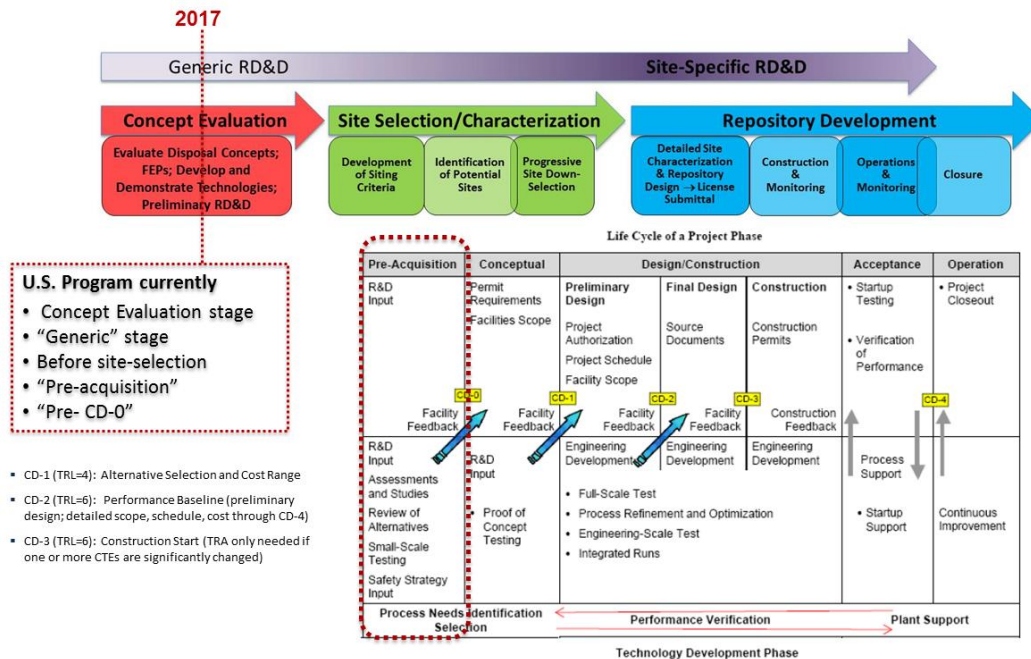 2017
Generic RD&D
Site-Specific RD&D
Concept Evaluation
Site Selection/Characterization
Repository Development
Evaluate Disposal Concepts;
FEPs; Develop and
Demonstrate Technologies;
Preliminary RD&D
Development
of Siting
Criteria
Identification
of Potential
Sites
Progressive
Site Down-
Selection
Detailed Site
Characterization
& Repository
Design → License
Submittal
Construction
&
Monitoring
Operations
&
Monitoring
Closure
U.S. Program currently
• Concept Evaluation stage
• “Generic” stage
• Before site-selection
• “Pre-acquisition”
• “Pre- CD-0”
▪ CD-1 (TRL=4): Alternative Selection and Cost Range
▪ CD-2 (TRL=6): Performance Baseline (preliminary
design; detailed scope, schedule, cost through CD-4)
▪ CD-3 (TRL=6): Construction Start (TRA only needed if
one or more CTEs are significantly changed)
Life Cycle of a Project Phase
Pre-Acquisition
Conceptual
Design/Construction
Acceptance
Operation
R&D
Input
Permit
Requirements
Facilities Scope
Preliminary
Design
Project
Authorization
Project Schedule
Facility Scope
Final Design
Source
Documents
Construction
Construction
Permits
• Startup
Testing
• Verification
of
Performance
• Project
Closeout
CD-0
CD-1
CD-2
CD-3
CD-4
Facility
Feedback
Facility
Feedback
Facility
Feedback
Facility
Feedback
Construction
Feedback
R&D
Input
Assessments
and Studies
Review of
Alternatives
Small-Scale
Testing
Safety Strategy
Input
R&D
Input
• Proof of
Concept
Testing
Engineering
Development
Engineering
Development
Engineering
Development
• Full-Scale Test
• Process Refinement and Optimization
• Engineering-Scale Test
• Integrated Runs
Process
Support
• Startup
Support
Continuous
Improvement
Process Needs Identification
Selection
Performance Verification
Plant Support
Technology Development Phase